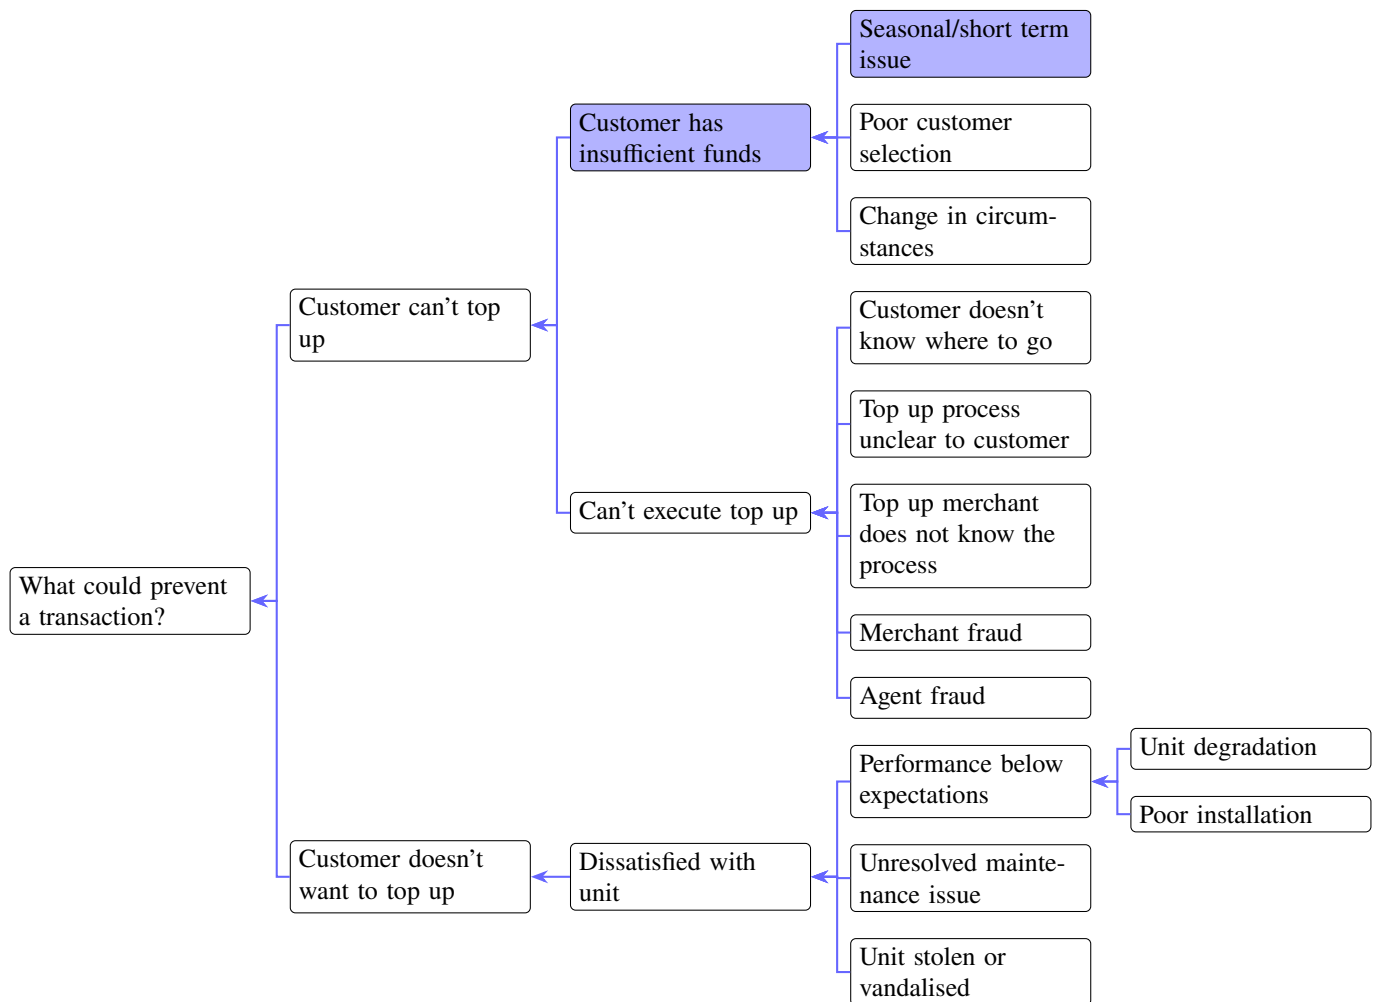 Seasonal/short term
issue
Customer has
insufficient funds
Poor customer
selection
Change in circum-
stances
Customer can't top
up
Customer doesn't
know where to go
Top up process
unclear to customer
Can't execute top up
Top up merchant
does not know the
process
What could prevent
a transaction?
Merchant fraud
Agent fraud
Performance below
expectations
Unit degradation
Poor installation
Customer doesn't
want to top up
Dissatisfied with
unit
Unresolved mainte-
nance issue
Unit stolen or
vandalised